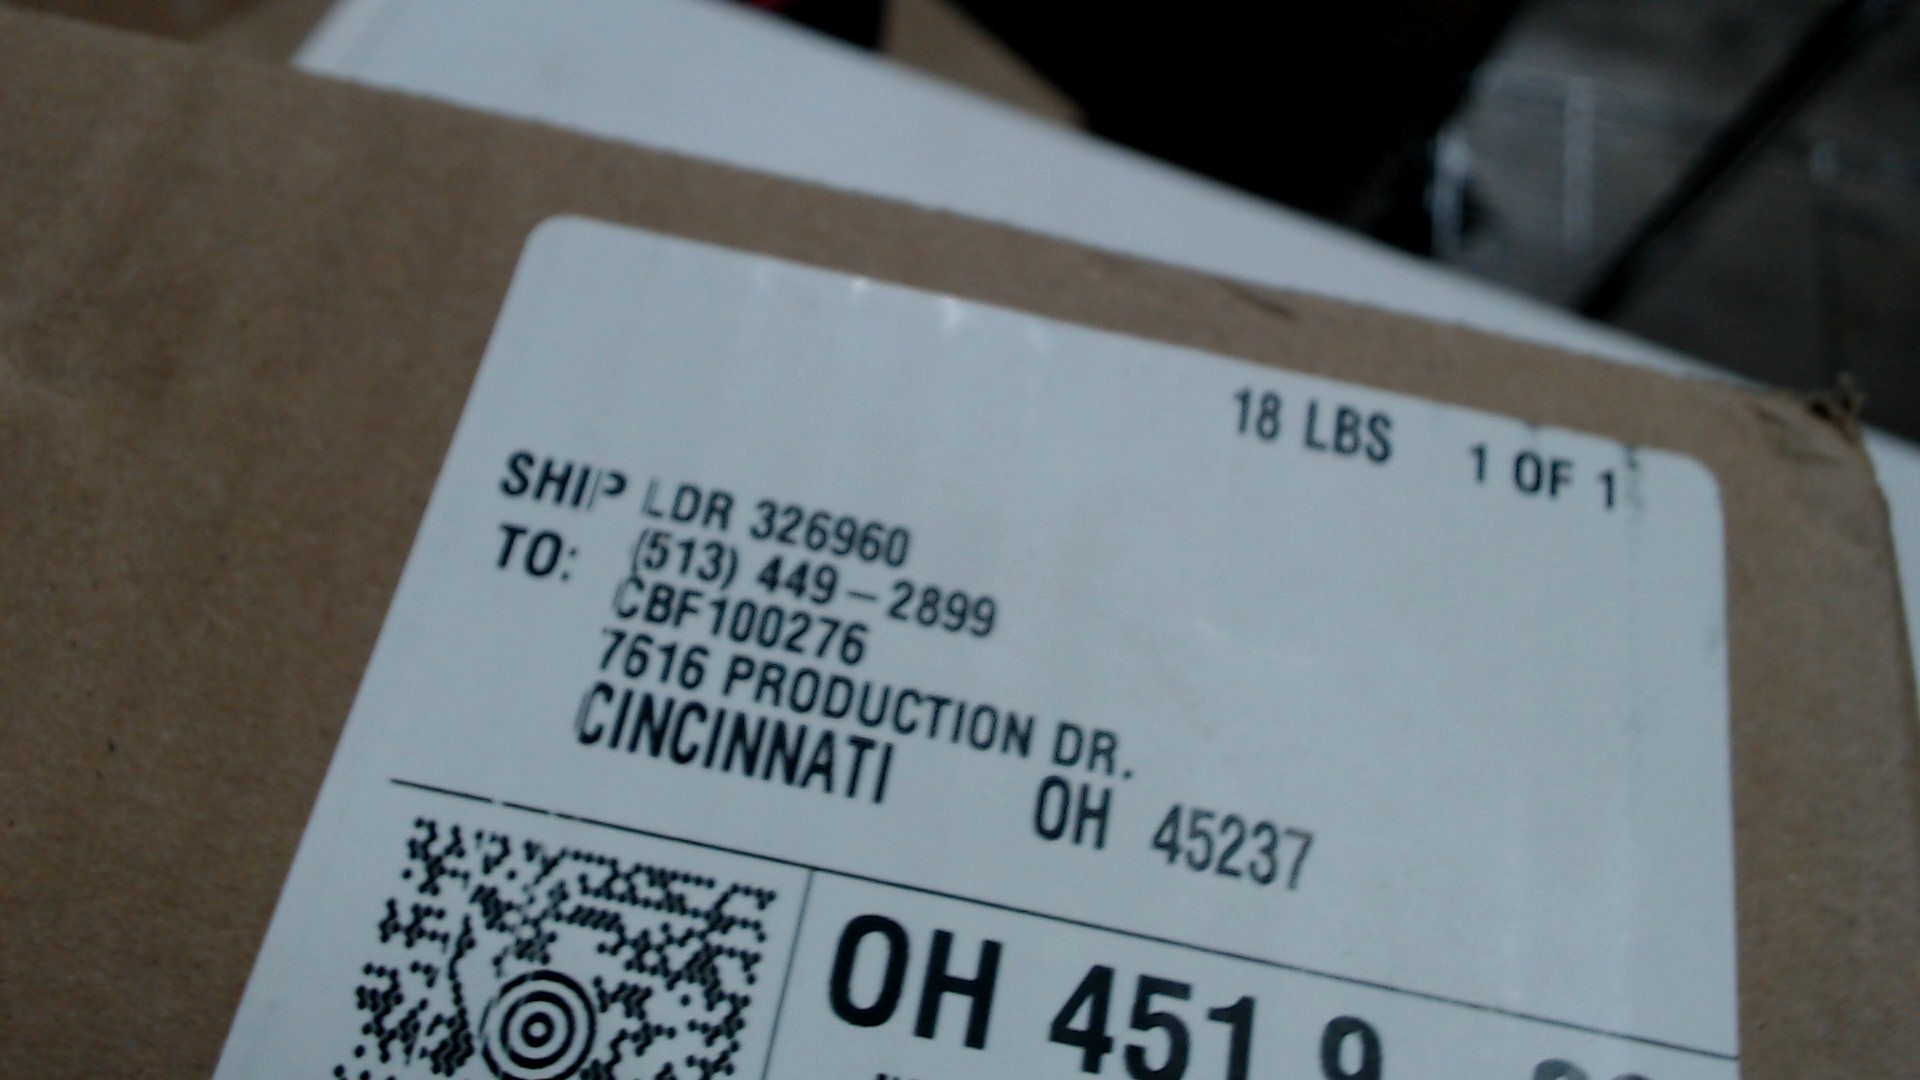 18 LBS 1 OF 1
SHIP LDR 326960
TO: (513) 449-2899
CBF100276
7616 PRODUCTION DR.
CINCINNATI OH 45237
OH 451 9